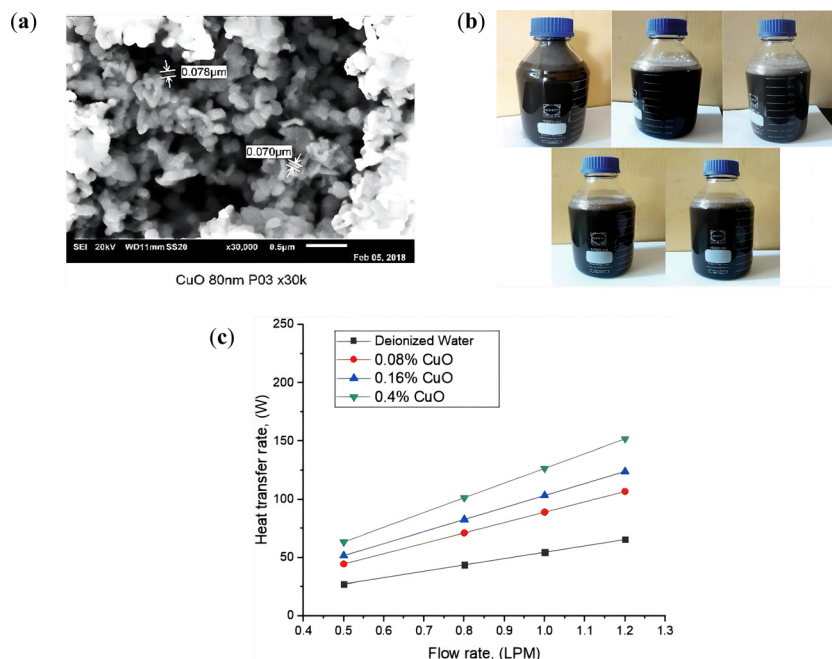 (a)
0.078μm
0.070μm
SEI 20kV WD11mm SS20 x30,000 0.5μm
Feb 05, 2018
CuO 80nm P03 x30k
(b)
(c)
Deionized Water
0.08% CuO
0.16% CuO
0.4% CuO
Heat transfer rate, (W)
250
200
150
100
50
0
0.4 0.5 0.6 0.7 0.8 0.9 1.0 1.1 1.2 1.3
Flow rate, (LPM)